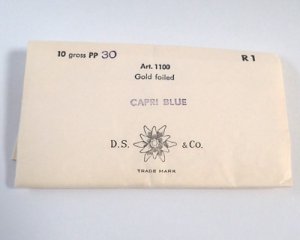 10 gross PP 30
R 1
Art. 1100
Gold foiled
CAPRI BLUE
D.S. & Co.
TRADE MARK